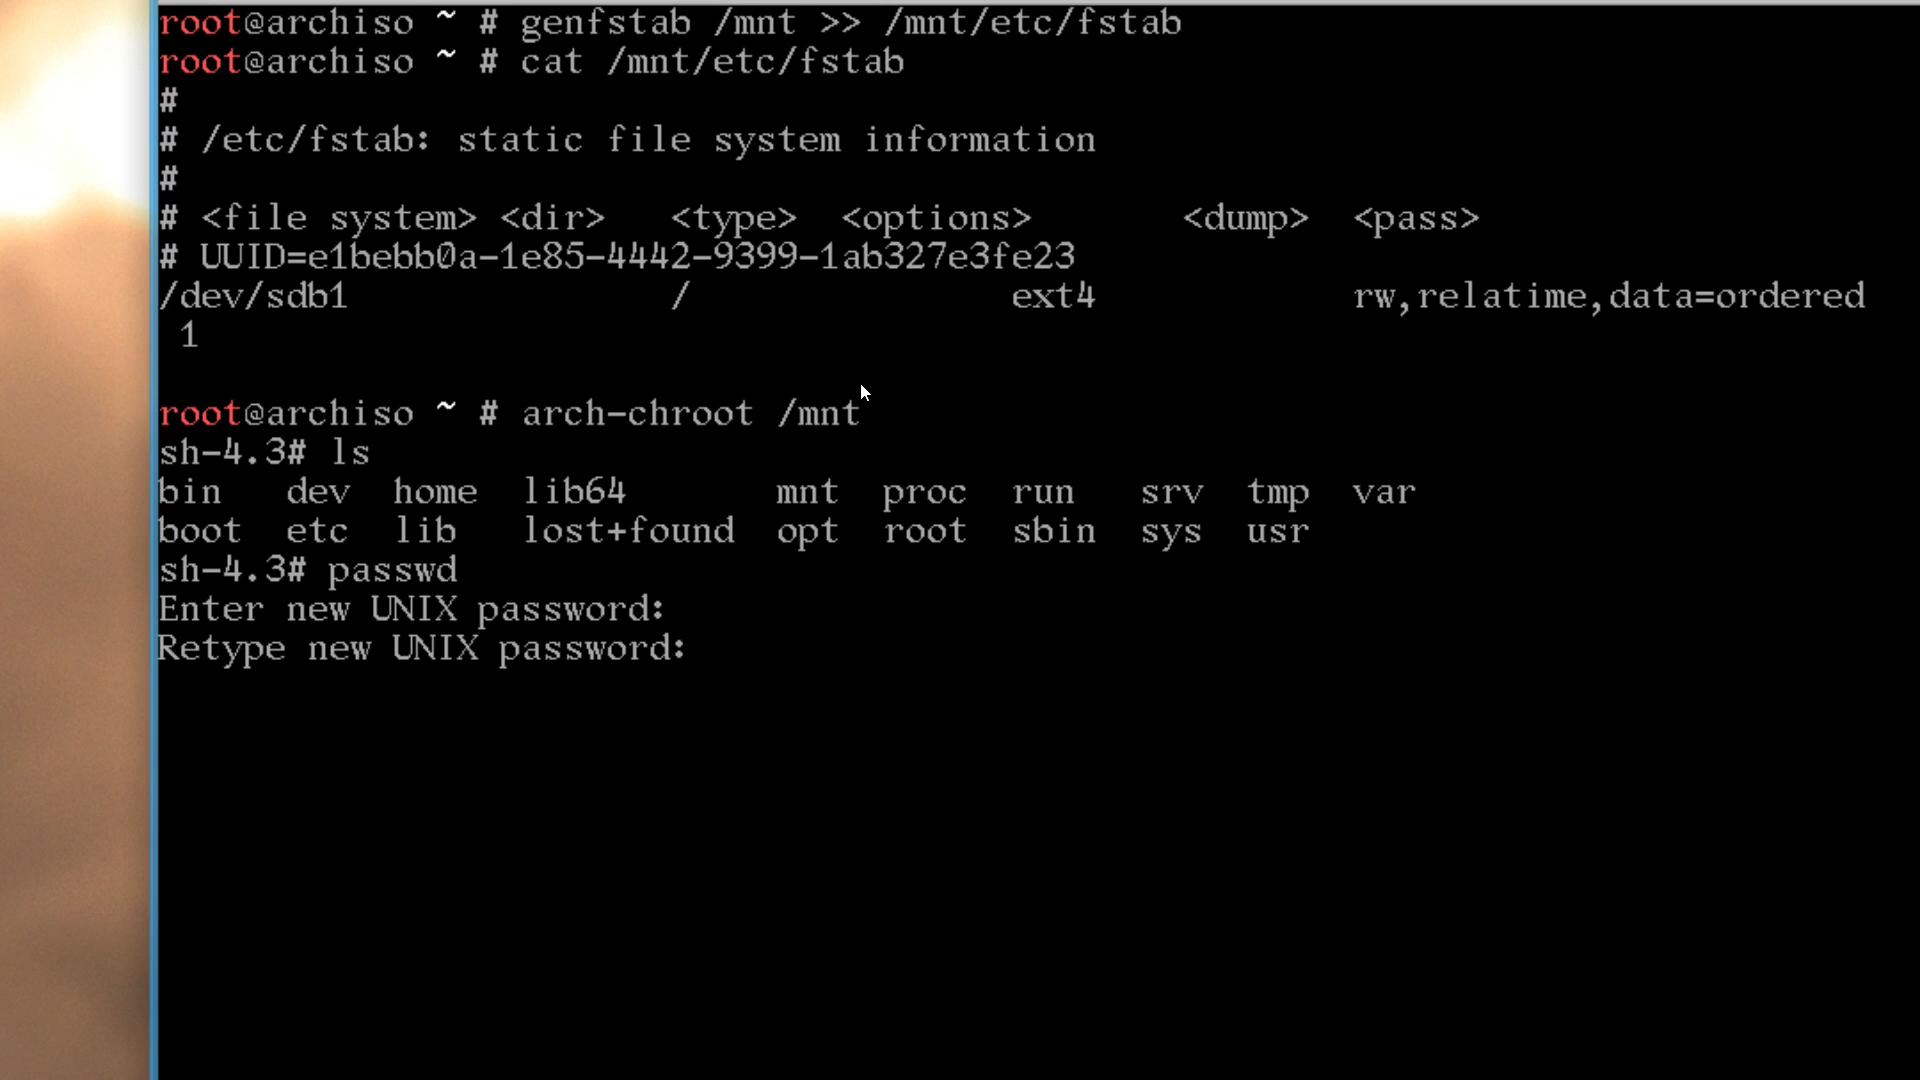 root@archiso ~ # genfstab /mnt >> /mnt/etc/fstab
root@archiso ~ # cat /mnt/etc/fstab
#
# /etc/fstab: static file system information
#
# <file system> <dir>   <type>  <options>       <dump>  <pass>
# UUID=e1bebb0a-1e85-4442-9399-1ab327e3fe23
/dev/sdb1               /               ext4            rw,relatime,data=ordered
 1
root@archiso ~ # arch-chroot /mnt
sh-4.3# ls
bin   dev  home  lib64       mnt  proc  run   srv  tmp  var
boot  etc  lib   lost+found  opt  root  sbin  sys  usr
sh-4.3# passwd
Enter new UNIX password:
Retype new UNIX password: